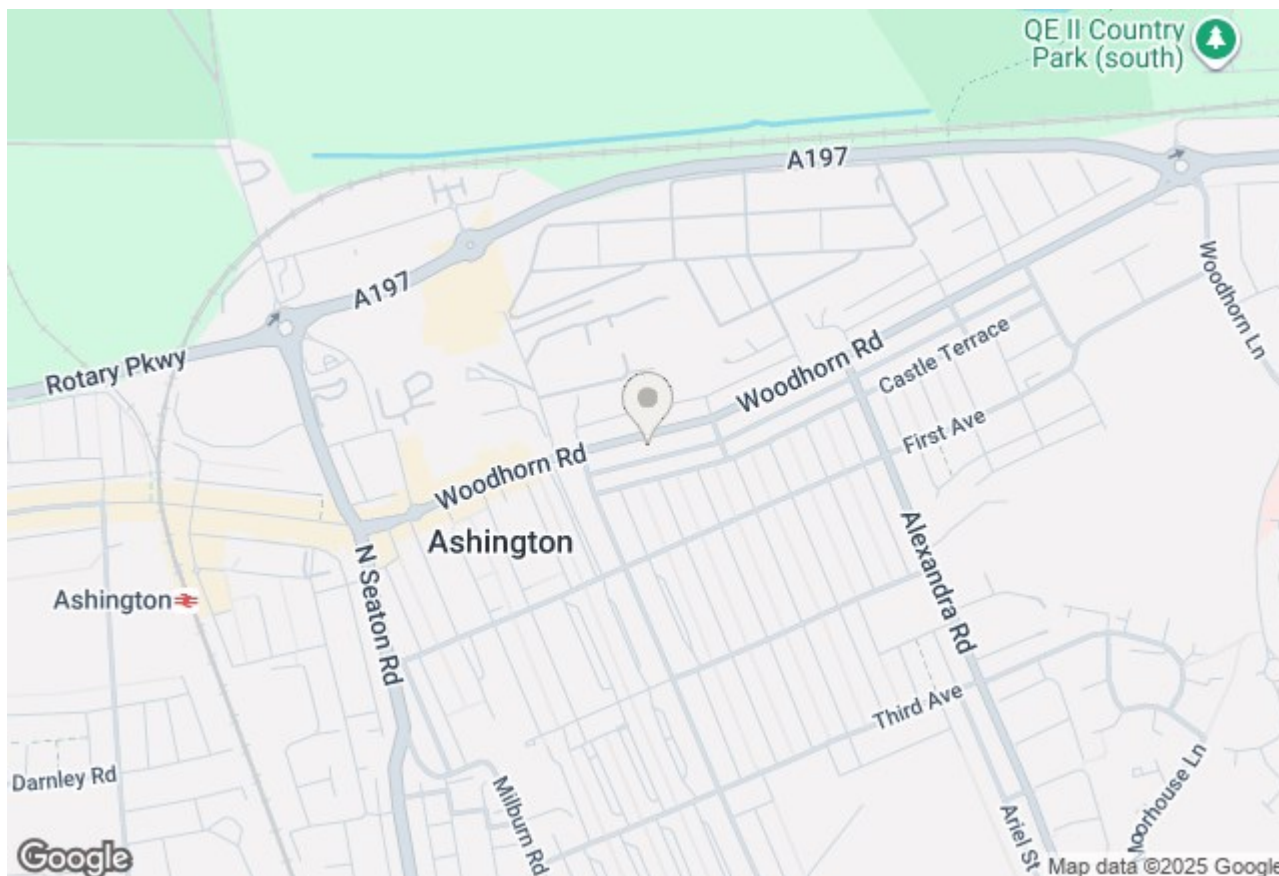 QE II Country
Park (south)
A197
A197
Rotary Pkwy
Woodhorn Ln
Woodhorn Rd
Castle Terrace
First Ave
Woodhorn Rd
Ashington
Alexandra Rd
Ashington
N Seaton Rd
Third Ave
Darnley Rd
Milburn Rd
Ariel St
Moorhouse Ln
Google
Map data ©2025 Google